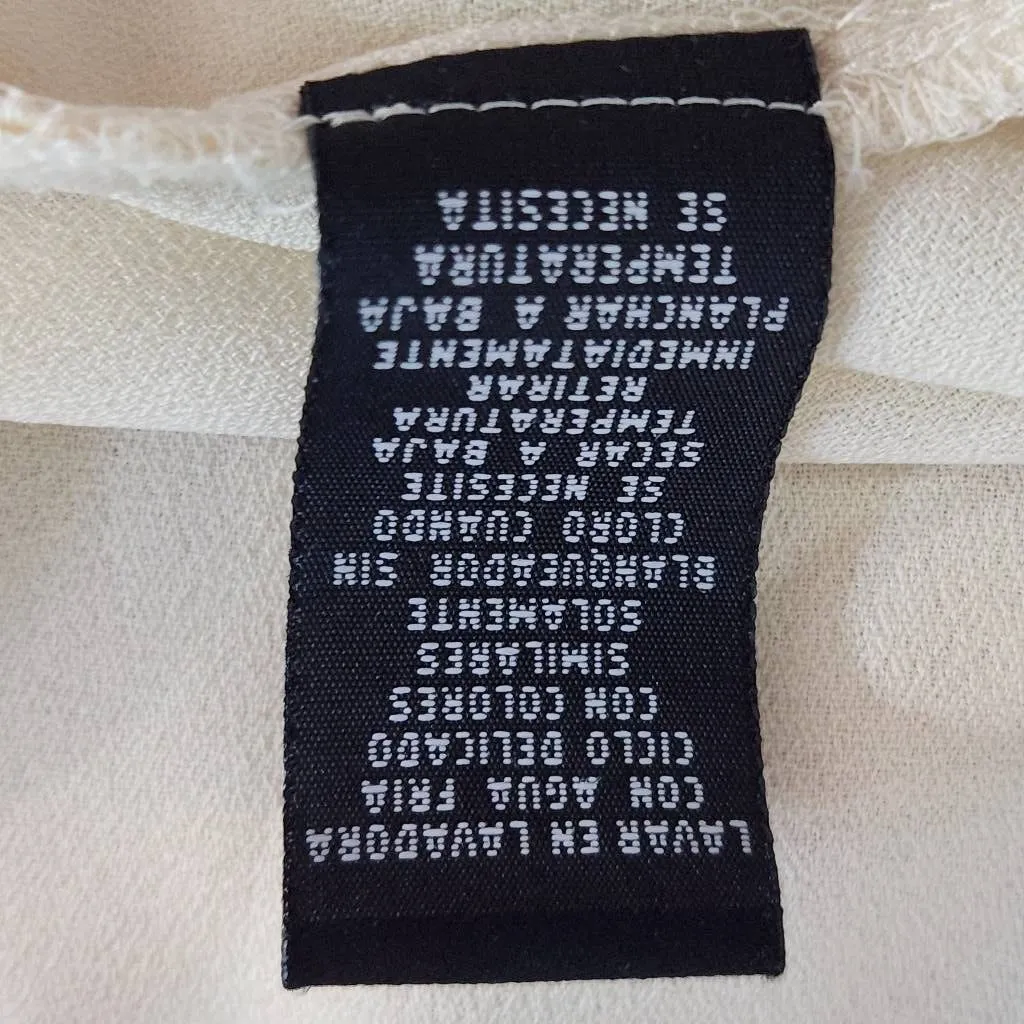 LAVAR EN LAVADORA
CON AGUA FRIA
CICLO DELICADO
CON COLORES
SIMILARES
SOLAMENTE
BLANQUEADOR SIN
CLORO CUANDO
SE NECESITE
SECAR A BAJA
TEMPERATURA
RETIRAR
INMEDIATAMENTE
PLANCHAR A BAJA
TEMPERATURA
SE NECESITA